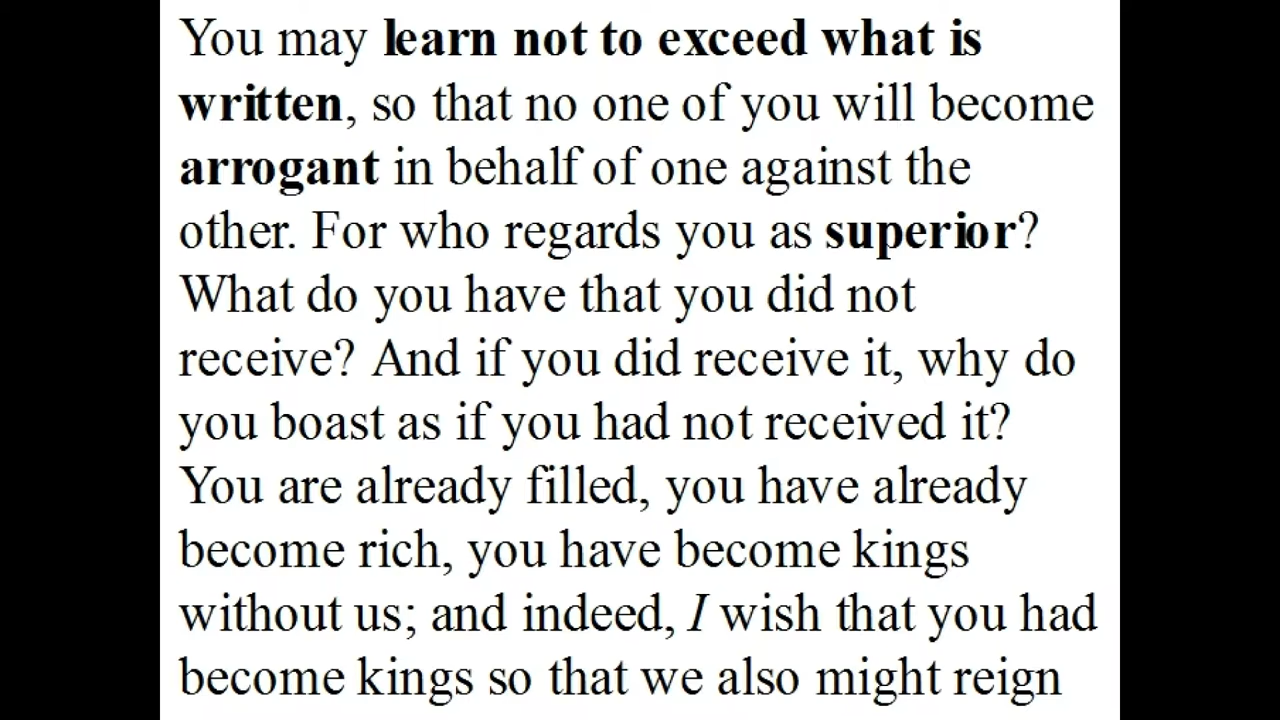 You may learn not to exceed what is
written, so that no one of you will become
arrogant in behalf of one against the
other. For who regards you as superior?
What do you have that you did not
receive? And if you did receive it, why do
you boast as if you had not received it?
You are already filled, you have already
become rich, you have become kings
without us; and indeed, I wish that you had
become kings so that we also might reign